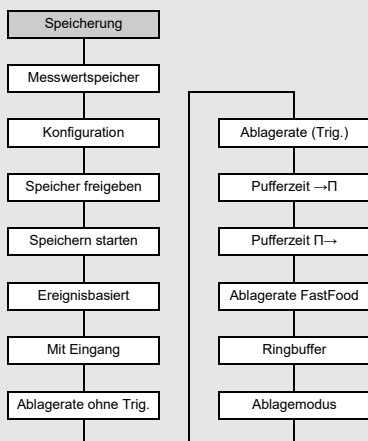 Speicherung
Messwertspeicher
Konfiguration
Speicher freigeben
Speichern starten
Ereignisbasiert
Mit Eingang
Ablagerate ohne Trig.
Ablagerate (Trig.)
Pufferzeit →Π
Pufferzeit Π→
Ablagerate FastFood
Ringbuffer
Ablagemodus